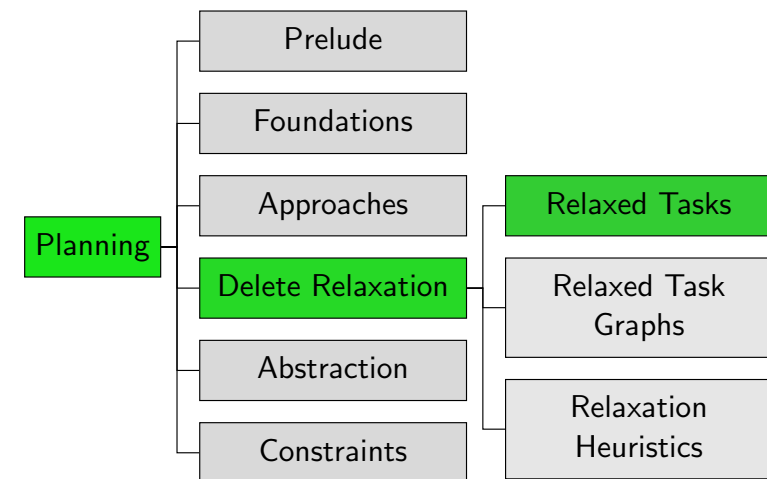 Planning
Prelude
Foundations
Approaches
Delete Relaxation
Abstraction
Constraints
Relaxed Tasks
Relaxed Task
Graphs
Relaxation
Heuristics